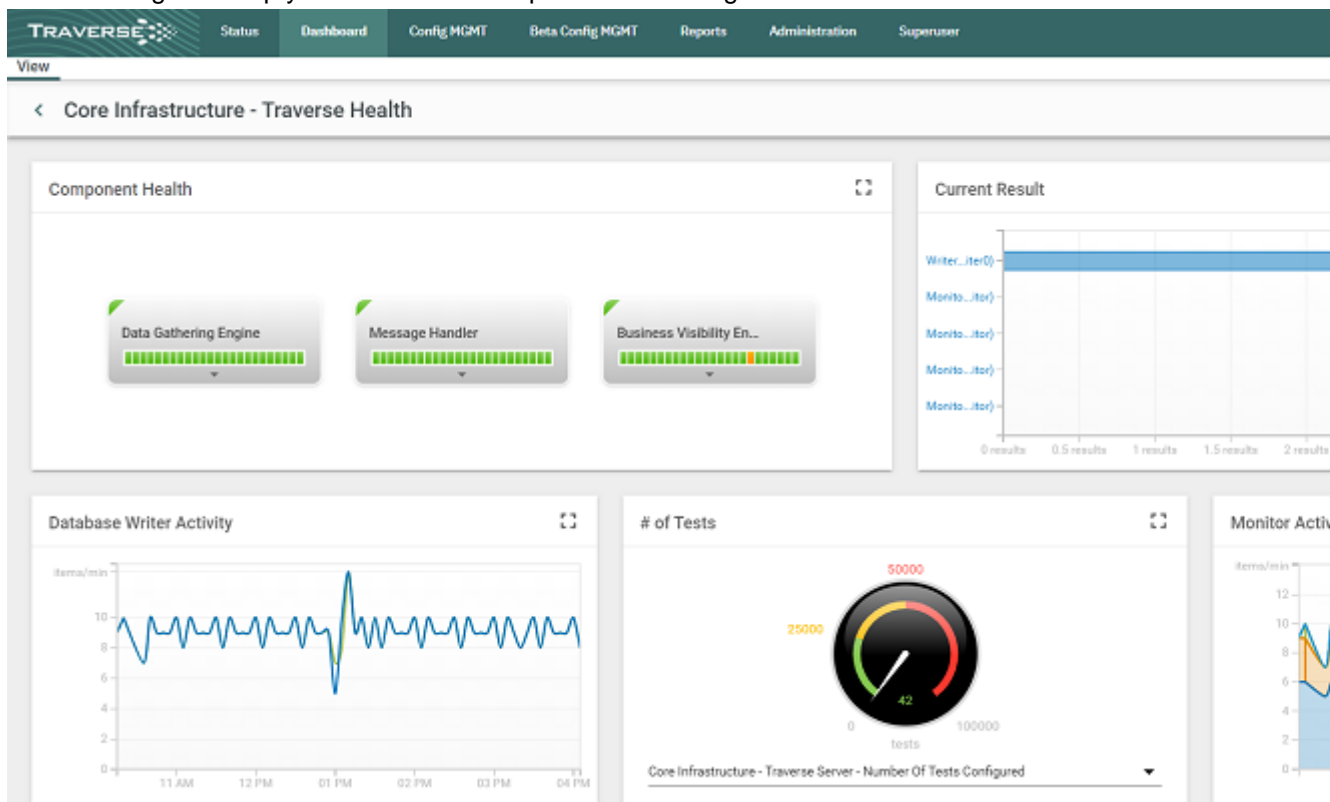 TRAVERSE
Status
Dashboard
Config MGMT
Beta Config MGMT
Reports
Administration
Superuser
View
< Core Infrastructure - Traverse Health
Component Health
Data Gathering Engine
Message Handler
Business Visibility En...
Current Result
Writer...iter0)
Monito...itor)
Monito...itor)
Monito...itor)
Monito...itor)
0 results
0.5 results
1 results
1.5 results
2 results
Database Writer Activity
items/min
10
8
6
4
2
0
11 AM
12 PM
01 PM
02 PM
03 PM
04 PM
# of Tests
50000
25000
42
0
100000
tests
Core Infrastructure - Traverse Server - Number Of Tests Configured
Monitor Activ
items/min
12
10
8
6
4
2
0